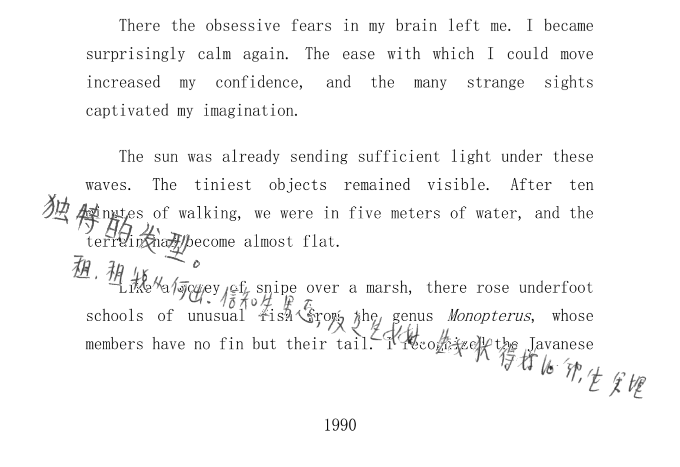 There the obsessive fears in my brain left me. I became
surprisingly calm again. The ease with which I could move
increased my confidence, and the many strange sights
captivated my imagination.
The sun was already sending sufficient light under these
waves. The tiniest objects remained visible. After ten
minutes of walking, we were in five meters of water, and the
terrain had become almost flat.
独特的发型。
Like a covey of snipe over a marsh, there rose underfoot
schools of unusual fish from the genus Monopterus, whose
members have no fin but their tail. I recognized the Javanese
1990